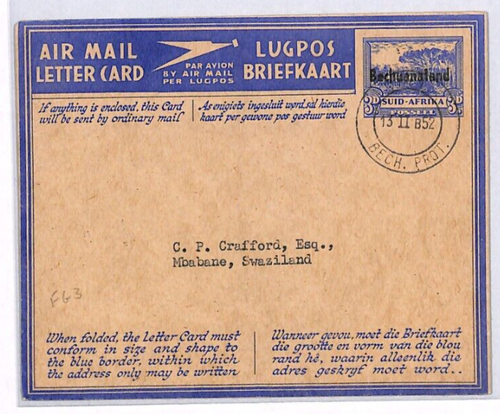 AIR MAIL
LETTER CARD
PAR AVION
BY AIR MAIL
PER LUGPOS
LUGPOS
BRIEFKAART
If anything is enclosed, this Card
will be sent by ordinary mail
As enigiets ingesluit word, sal hierdie
kaart per gewone pos gestuur word
Bechuanaland
3D SUID-AFRIKA 3D
POSSEEL
13 II B52
BECH. PROT.
C. P. Crafford, Esq.,
Mbabane, Swaziland
FG3
When folded, the letter Card must
conform in size and shape to
the blue border, within which
the address only may be written
Wanneer gevou, moet die Briefkaart
die grootte en vorm van die blou
rand hê, waarin alleenlik die
adres geskryf moet word..